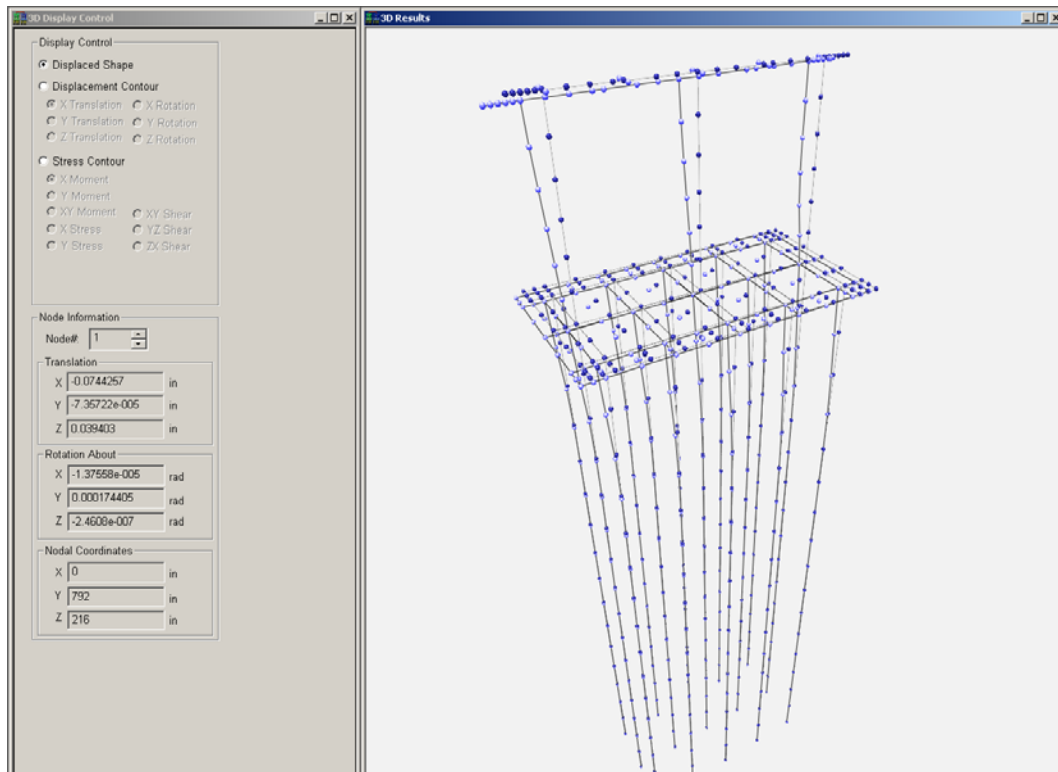 3D Display Control
3D Results
Display Control
Displaced Shape
Displacement Contour
X Translation X Rotation
Y Translation Y Rotation
Z Translation Z Rotation
Stress Contour
X Moment
Y Moment
XY Moment XY Shear
X Stress YZ Shear
Y Stress ZX Shear
Node Information
Node#: 1
Translation
X -0.0744257 in
Y -7.35722e-005 in
Z 0.039403 in
Rotation About
X -1.37558e-005 rad
Y 0.000174405 rad
Z -2.4608e-007 rad
Nodal Coordinates
X 0 in
Y 792 in
Z 216 in